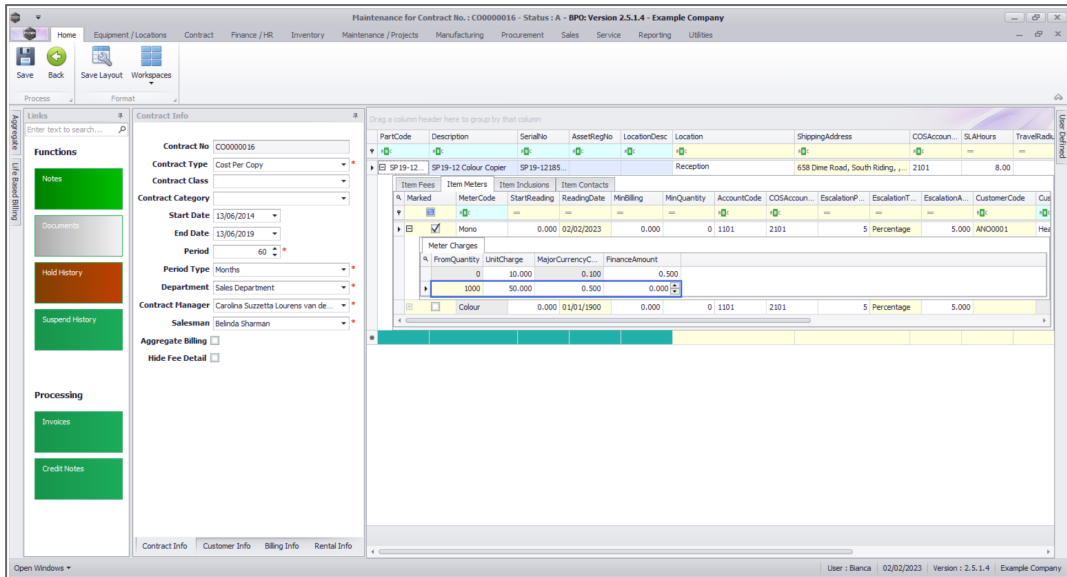 Maintenance for Contract No. : CO0000016 - Status : A - BPO: Version 2.5.1.4 - Example Company
Home Equipment / Locations Contract Finance / HR Inventory Maintenance / Projects Manufacturing Procurement Sales Service Reporting Utilities
Save Back Save Layout Workspaces
Process Format
Aggregate
Life Based Billing
Links
Enter text to search...
Functions
Notes
Documents
Hold History
Suspend History
Processing
Invoices
Credit Notes
Contract Info
Contract No CO0000016
Contract Type Cost Per Copy *
Contract Class
Contract Category *
Start Date 13/06/2014
End Date 13/06/2019
Period 60 *
Period Type Months *
Department Sales Department *
Contract Manager Carolina Suzzetta Lourens van de... *
Salesman Belinda Sharman *
Aggregate Billing
Hide Fee Detail
Contract Info Customer Info Billing Info Rental Info
Drag a column header here to group by that column
PartCode Description SerialNo AssetRegNo LocationDesc Location ShippingAddress COSAccoun... SLAHours TravelRadiu
SP19-12... SP19-12 Colour Copier SP19-12185... Reception 658 Dime Road, South Riding, ,... 2101 8.00
Item Fees Item Meters Item Inclusions Item Contacts
Marked MeterCode StartReading ReadingDate MinBilling MinQuantity AccountCode COSAccoun... EscalationP... EscalationT... EscalationA... CustomerCode Cus
Mono 0.000 02/02/2023 0.000 0 1101 2101 5 Percentage 5.000 ANO0001 Hea
Meter Charges
FromQuantity UnitCharge MajorCurrencyC... FinanceAmount
0 10.000 0.100 0.500
1000 50.000 0.500 0.000
Colour 0.000 01/01/1900 0.000 0 1101 2101 5 Percentage 5.000
User Defined
Open Windows User : Bianca 02/02/2023 Version : 2.5.1.4 Example Company